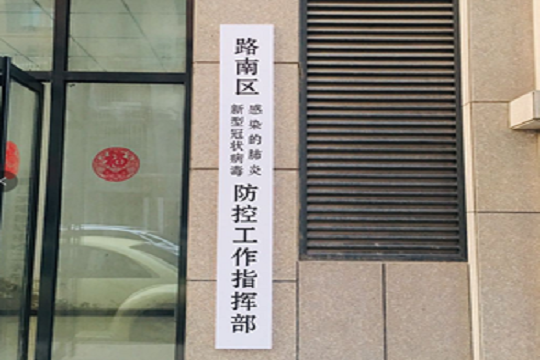 路南区
新型冠状病毒
感染的肺炎
防控工作指挥部
福